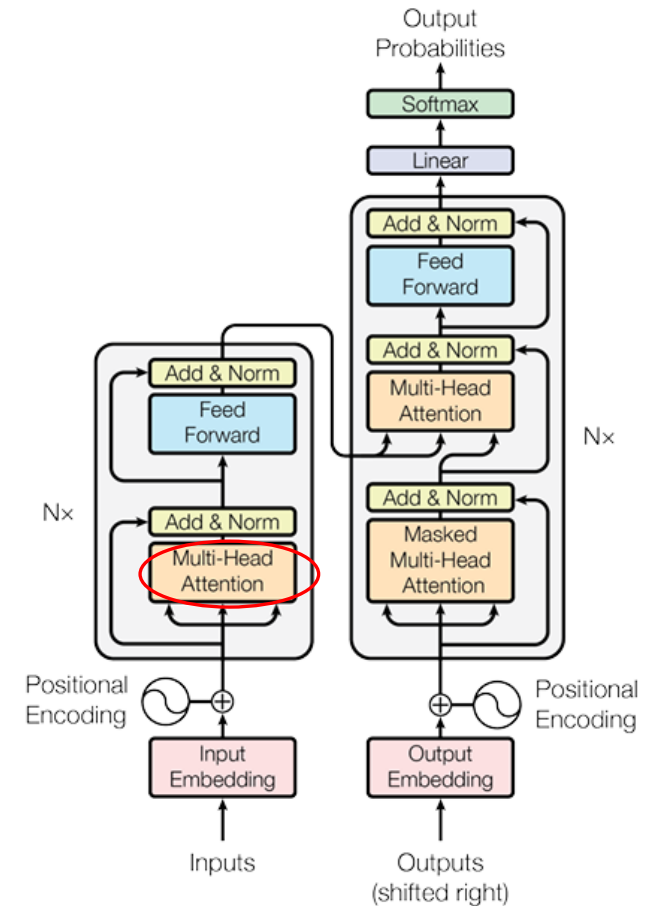 Output
Probabilities
Softmax
Linear
Add & Norm
Feed
Forward
Add & Norm
Multi-Head
Attention
Add & Norm
Masked
Multi-Head
Attention
N×
Add & Norm
Feed
Forward
Add & Norm
Multi-Head
Attention
N×
Positional
Encoding
Positional
Encoding
Input
Embedding
Output
Embedding
Inputs
Outputs
(shifted right)